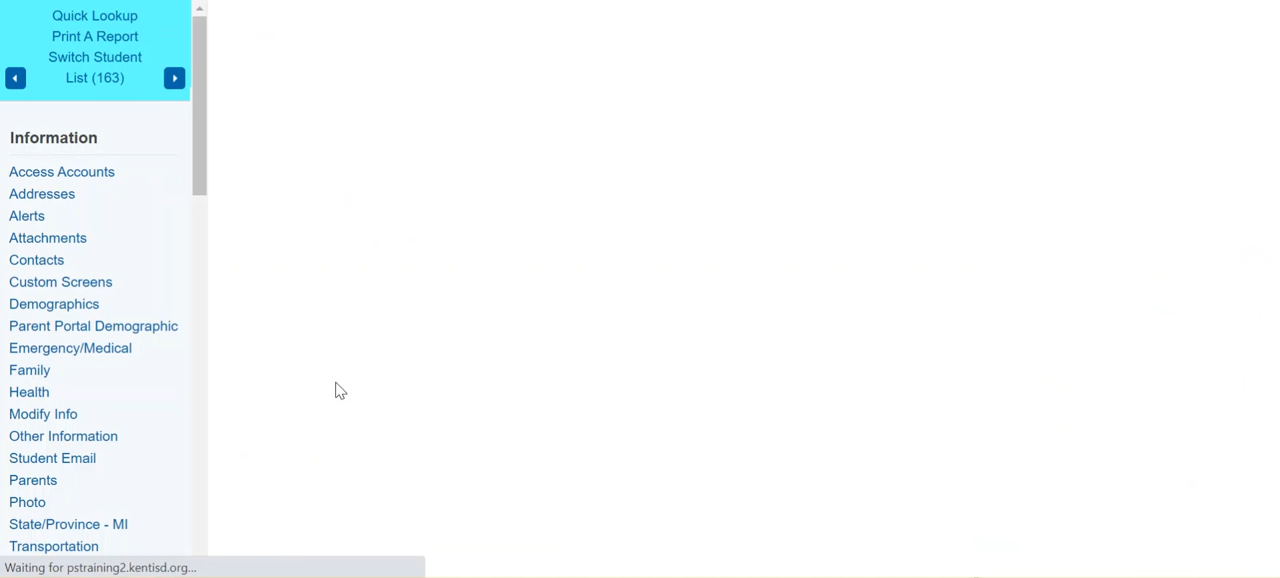 Quick Lookup
Print A Report
Switch Student
List (163)
Information
Access Accounts
Addresses
Alerts
Attachments
Contacts
Custom Screens
Demographics
Parent Portal Demographic
Emergency/Medical
Family
Health
Modify Info
Other Information
Student Email
Parents
Photo
State/Province - MI
Transportation
Waiting for pstraining2.kentisd.org...